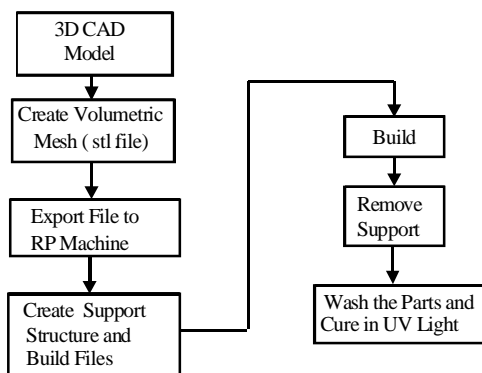 3D CAD
Model
Create Volumetric
Mesh ( stl file)
Export File to
RP Machine
Create Support
Structure and
Build Files
Build
Remove
Support
Wash the Parts and
Cure in UV Light